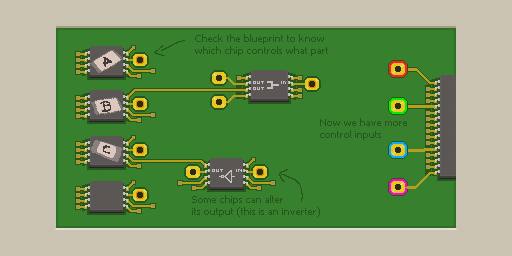 Check the blueprint to know
which chip controls what part
A
OUT
OUT
IN
B
Now we have more
control inputs
C
OUT
IN
Some chips can alter
its output (this is an inverter)